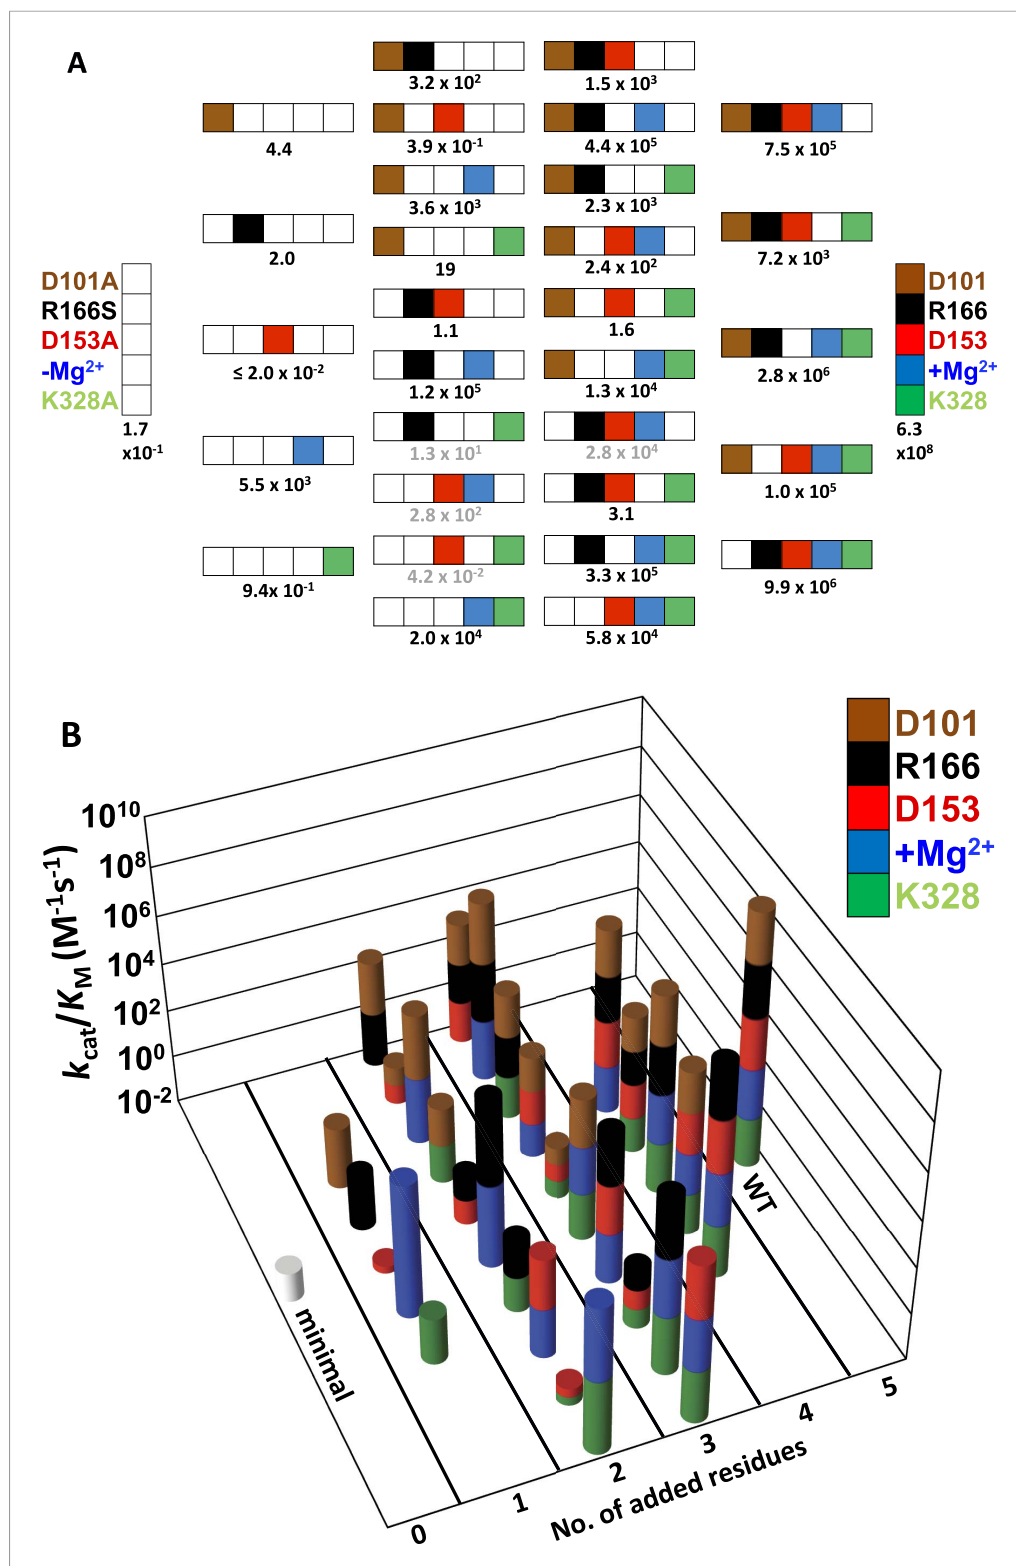 A
3.2 x 10²
1.5 x 10³
4.4
3.9 x 10⁻¹
4.4 x 10⁵
7.5 x 10⁵
3.6 x 10³
2.3 x 10³
2.0
19
2.4 x 10²
7.2 x 10³
D101A
R166S
D153A
-Mg²⁺
K328A
1.7
x10⁻¹
1.1
1.6
D101
R166
D153
+Mg²⁺
K328
6.3
x10⁸
≤ 2.0 x 10⁻²
1.2 x 10⁵
1.3 x 10⁴
2.8 x 10⁶
1.3 x 10¹
2.8 x 10⁴
5.5 x 10³
2.8 x 10²
3.1
1.0 x 10⁵
9.4x 10⁻¹
4.2 x 10⁻²
3.3 x 10⁵
9.9 x 10⁶
2.0 x 10⁴
5.8 x 10⁴
B
D101
R166
D153
+Mg²⁺
K328
10¹⁰
10⁸
10⁶
10⁴
10²
10⁰
10⁻²
kcat/KM (M⁻¹s⁻¹)
WT
minimal
0
1
2
3
4
5
No. of added residues